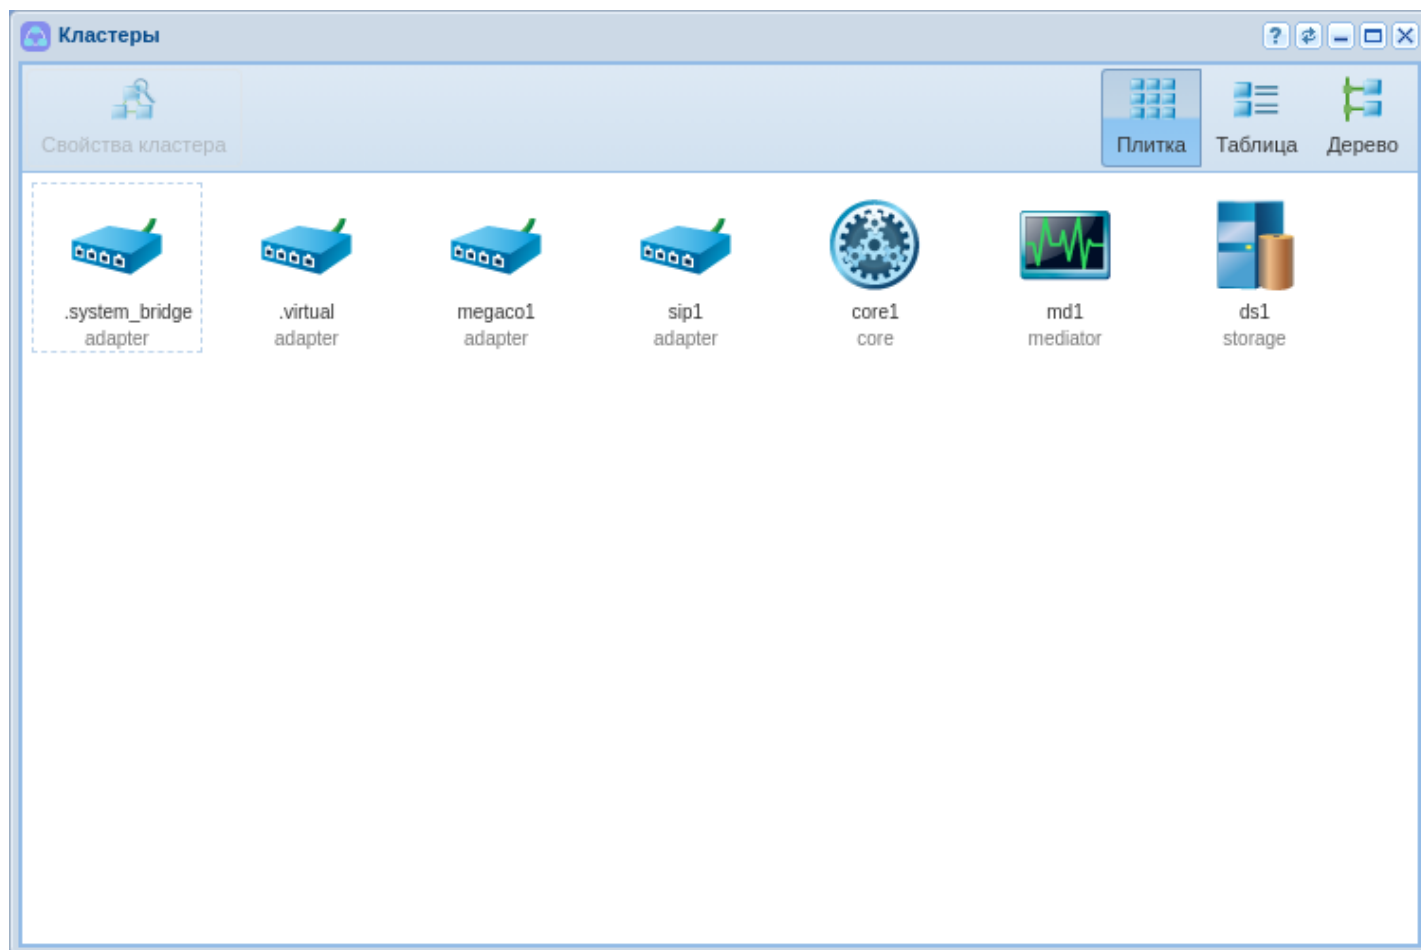 Кластеры
Свойства кластера
Плитка Таблица Дерево
.system_bridge .virtual megaco1 sip1 core1 md1 ds1
adapter adapter adapter adapter core mediator storage